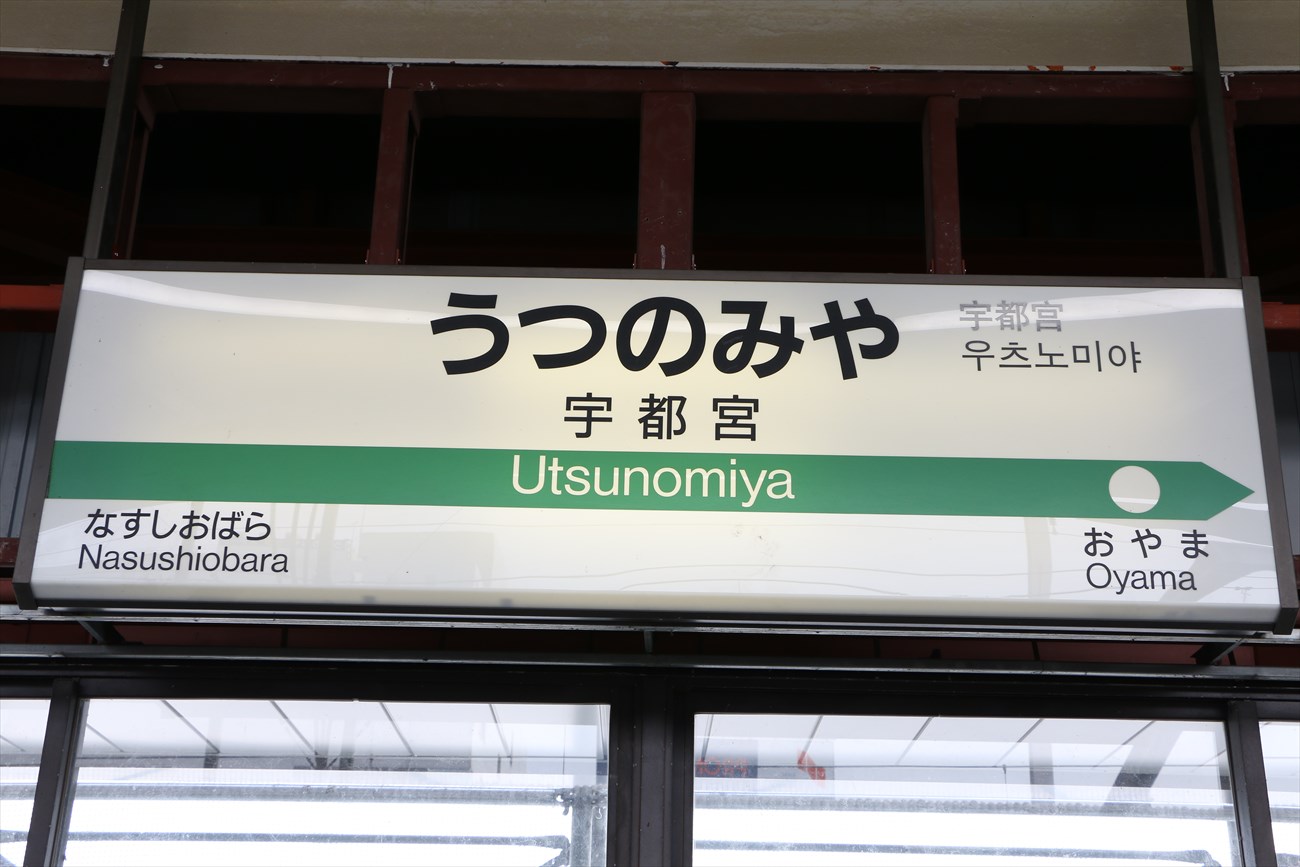 うつのみや
宇都宮
우츠노미야
宇都宮
Utsunomiya
なすしおばら
Nasushiobara
おやま
Oyama